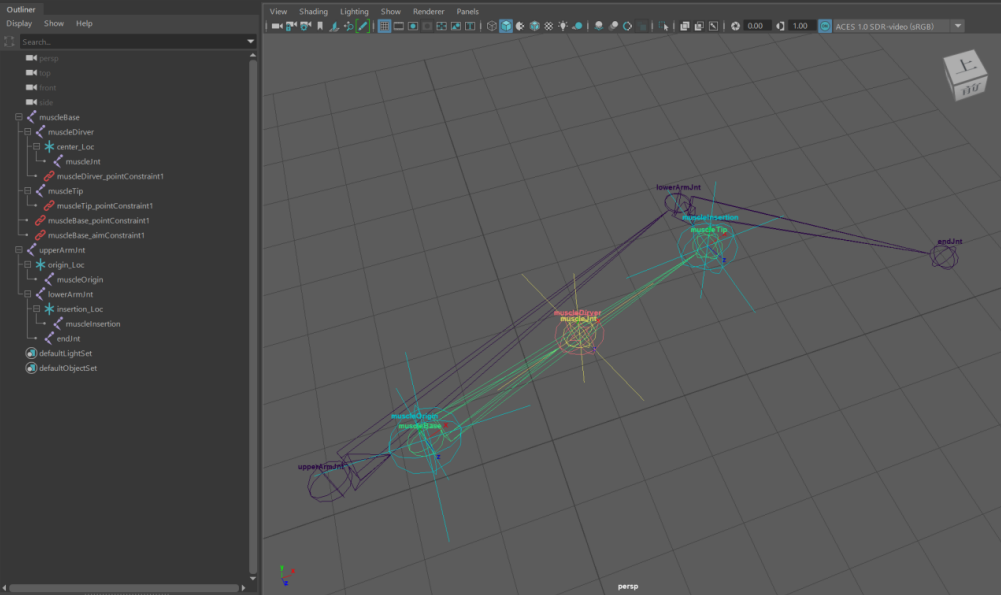 Outliner
Display Show Help
Search...
persp
top
front
side
muscleBase
muscleDirver
center_Loc
muscleJnt
muscleDirver_pointConstraint1
muscleTip
muscleTip_pointConstraint1
muscleBase_pointConstraint1
muscleBase_aimConstraint1
upperArmJnt
origin_Loc
muscleOrigin
lowerArmJnt
insertion_Loc
muscleInsertion
endJnt
defaultLightSet
defaultObjectSet
View Shading Lighting Show Renderer Panels
0.00 1.00 ACES 1.0 SDR-video (sRGB)
上
lowerArmJnt
muscleInsertion
muscleTip
endJnt
z
muscleDirver
muscleJnt
muscleOrigin
muscleBase
z
upperArmJnt
persp